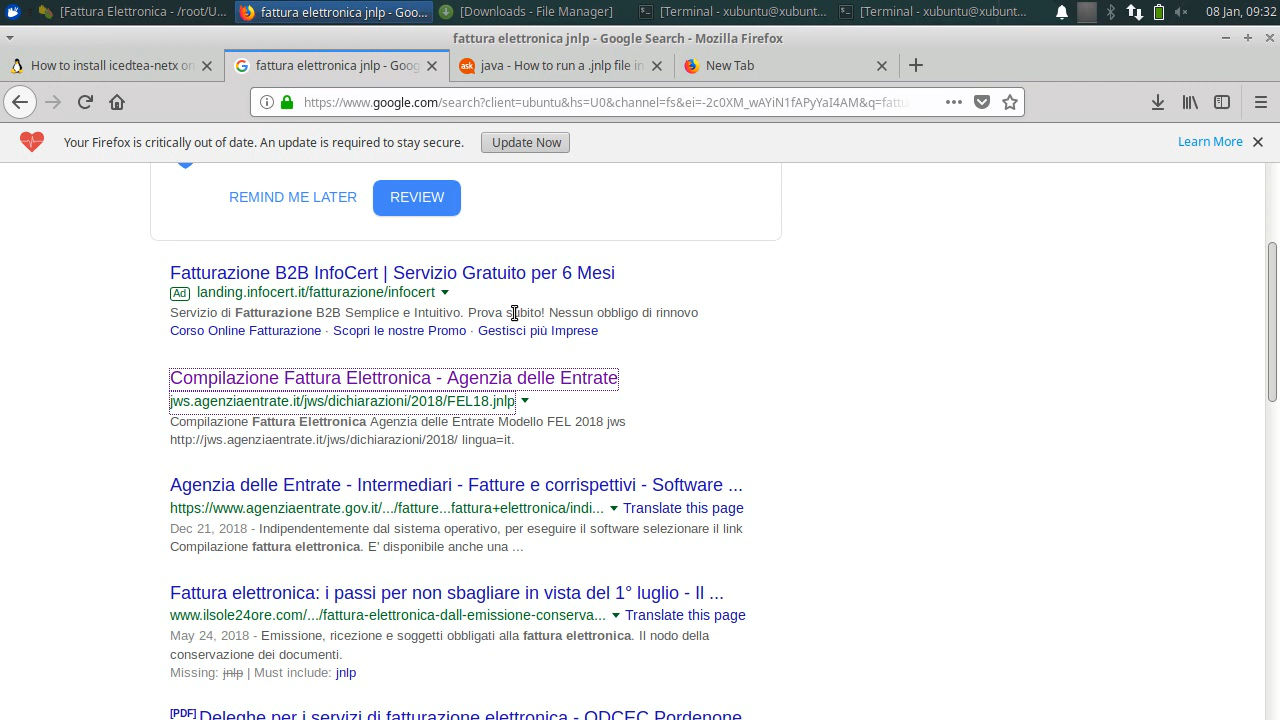 [Fattura Elettronica - /root/U... fattura elettronica jnlp - Goo... [Downloads - File Manager] [Terminal - xubuntu@xubunt... [Terminal - xubuntu@xubunt... 08 Jan, 09:32
fattura elettronica jnlp - Google Search - Mozilla Firefox
How to install icedtea-netx on fattura elettronica jnlp - Goog ask java - How to run a .jnlp file in New Tab
https://www.google.com/search?client=ubuntu&hs=U0&channel=fs&ei=-2c0XM_wAYiN1fAPyYaI4AM&q=fattu
Your Firefox is critically out of date. An update is required to stay secure. Update Now Learn More
REMIND ME LATER REVIEW
Fatturazione B2B InfoCert | Servizio Gratuito per 6 Mesi
Ad landing.infocert.it/fatturazione/infocert
Servizio di Fatturazione B2B Semplice e Intuitivo. Prova subito! Nessun obbligo di rinnovo
Corso Online Fatturazione · Scopri le nostre Promo · Gestisci più Imprese
Compilazione Fattura Elettronica - Agenzia delle Entrate
jws.agenziaentrate.it/jws/dichiarazioni/2018/FEL18.jnlp
Compilazione Fattura Elettronica Agenzia delle Entrate Modello FEL 2018 jws
http://jws.agenziaentrate.it/jws/dichiarazioni/2018/ lingua=it.
Agenzia delle Entrate - Intermediari - Fatture e corrispettivi - Software ...
https://www.agenziaentrate.gov.it/.../fatture...fattura+elettronica/indi... Translate this page
Dec 21, 2018 - Indipendentemente dal sistema operativo, per eseguire il software selezionare il link
Compilazione fattura elettronica. E' disponibile anche una ...
Fattura elettronica: i passi per non sbagliare in vista del 1° luglio - Il ...
www.ilsole24ore.com/.../fattura-elettronica-dall-emissione-conserva... Translate this page
May 24, 2018 - Emissione, ricezione e soggetti obbligati alla fattura elettronica. Il nodo della
conservazione dei documenti.
Missing: jnlp | Must include: jnlp
[PDF] Deleghe per i servizi di fatturazione elettronica - ODCEC Pordenone